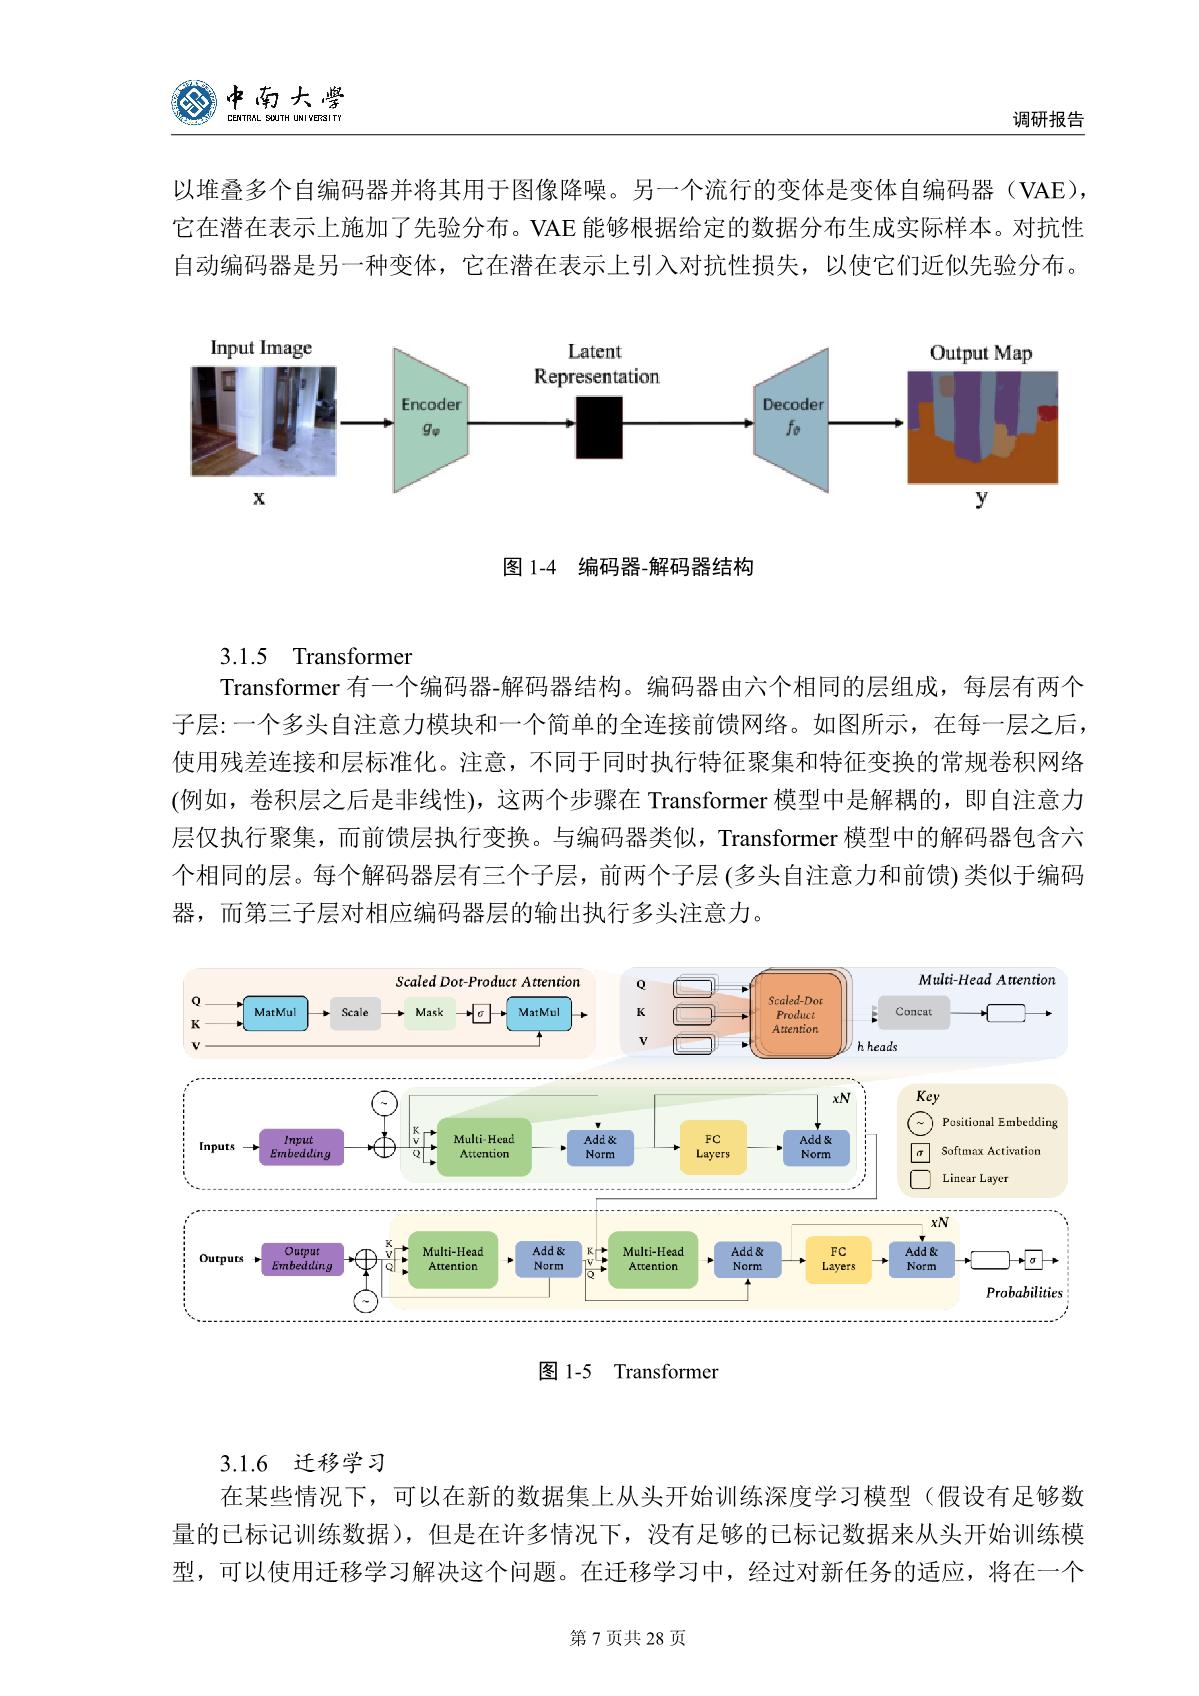 中南大學
CENTRAL SOUTH UNIVERSITY
调研报告
以堆叠多个自编码器并将其用于图像降噪。另一个流行的变体是变体自编码器（VAE），
它在潜在表示上施加了先验分布。VAE 能够根据给定的数据分布生成实际样本。对抗性
自动编码器是另一种变体，它在潜在表示上引入对抗性损失，以使它们近似先验分布。
Input Image
Encoder
gφ
x
Latent
Representation
Decoder
fθ
Output Map
y
图 1-4 编码器-解码器结构
3.1.5 Transformer
Transformer 有一个编码器-解码器结构。编码器由六个相同的层组成，每层有两个
子层: 一个多头自注意力模块和一个简单的全连接前馈网络。如图所示，在每一层之后，
使用残差连接和层标准化。注意，不同于同时执行特征聚集和特征变换的常规卷积网络
(例如，卷积层之后是非线性)，这两个步骤在 Transformer 模型中是解耦的，即自注意力
层仅执行聚集，而前馈层执行变换。与编码器类似，Transformer 模型中的解码器包含六
个相同的层。每个解码器层有三个子层，前两个子层 (多头自注意力和前馈) 类似于编码
器，而第三子层对相应编码器层的输出执行多头注意力。
Scaled Dot-Product Attention
Q
K
V
MatMul
Scale
Mask
σ
MatMul
Multi-Head Attention
Q
K
V
Scaled-Dot
Product
Attention
h heads
Concat
Inputs
Input
Embedding
~
K
V
Q
Multi-Head
Attention
Add &
Norm
FC
Layers
Add &
Norm
xN
Key
~ Positional Embedding
σ Softmax Activation
Linear Layer
Outputs
Output
Embedding
~
K
V
Q
Multi-Head
Attention
Add &
Norm
K
V
Q
Multi-Head
Attention
Add &
Norm
FC
Layers
Add &
Norm
xN
σ
Probabilities
图 1-5 Transformer
3.1.6 迁移学习
在某些情况下，可以在新的数据集上从头开始训练深度学习模型（假设有足够数
量的已标记训练数据），但是在许多情况下，没有足够的已标记数据来从头开始训练模
型，可以使用迁移学习解决这个问题。在迁移学习中，经过对新任务的适应，将在一个
第 7 页共 28 页